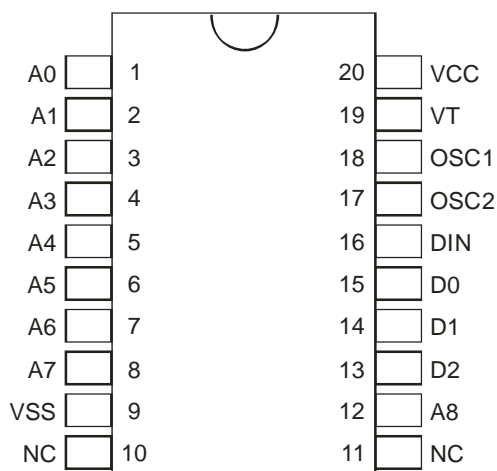 A0 1 20 VCC
A1 2 19 VT
A2 3 18 OSC1
A3 4 17 OSC2
A4 5 16 DIN
A5 6 15 D0
A6 7 14 D1
A7 8 13 D2
VSS 9 12 A8
NC 10 11 NC